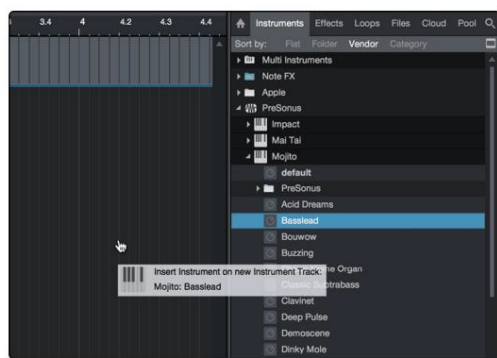 3.4 4 4.2 4.3 4.4
Instruments Effects Loops Files Cloud Pool
Sort by: Flat Folder Vendor Category
Multi Instruments
Note FX
Apple
PreSonus
Impact
Mai Tai
Mojito
default
PreSonus
Acid Dreams
Basslead
Bouwow
Buzzing
Organ
Insert Instrument on new Instrument Track:
Classic Subtrabass
Mojito: Basslead
Clavinet
Deep Pulse
Demoscene
Dinky Mole